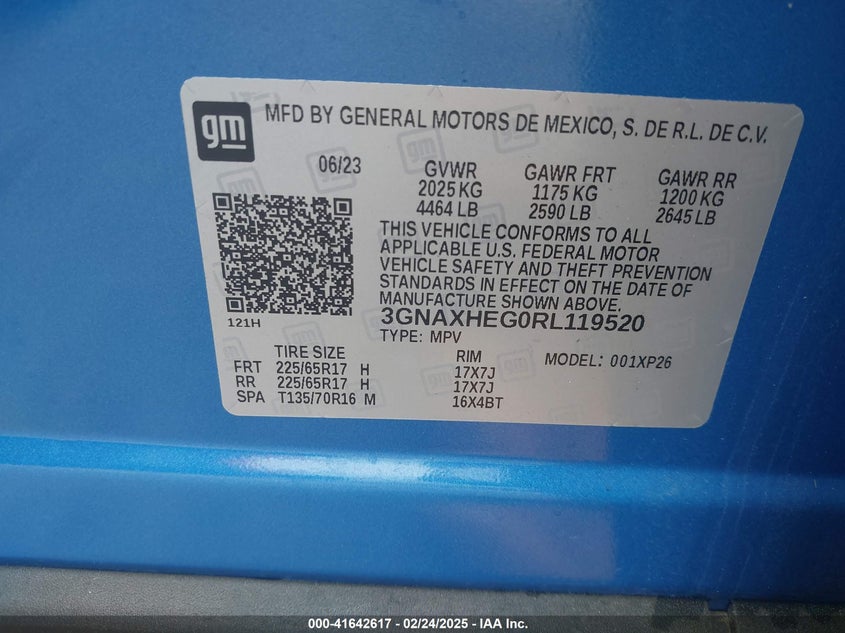 gm
MFD BY GENERAL MOTORS DE MEXICO, S. DE R.L. DE C.V.
06/23 GVWR GAWR FRT GAWR RR
2025 KG 1175 KG 1200 KG
4464 LB 2590 LB 2645 LB
THIS VEHICLE CONFORMS TO ALL
APPLICABLE U.S. FEDERAL MOTOR
VEHICLE SAFETY AND THEFT PREVENTION
STANDARDS IN EFFECT ON THE DATE OF
MANUFACTURE SHOWN ABOVE.
121H 3GNAXHEG0RL119520
TYPE: MPV
TIRE SIZE RIM MODEL: 001XP26
FRT 225/65R17 H 17X7J
RR 225/65R17 H 17X7J
SPA T135/70R16 M 16X4BT
000-41642617 - 02/24/2025 - IAA Inc.